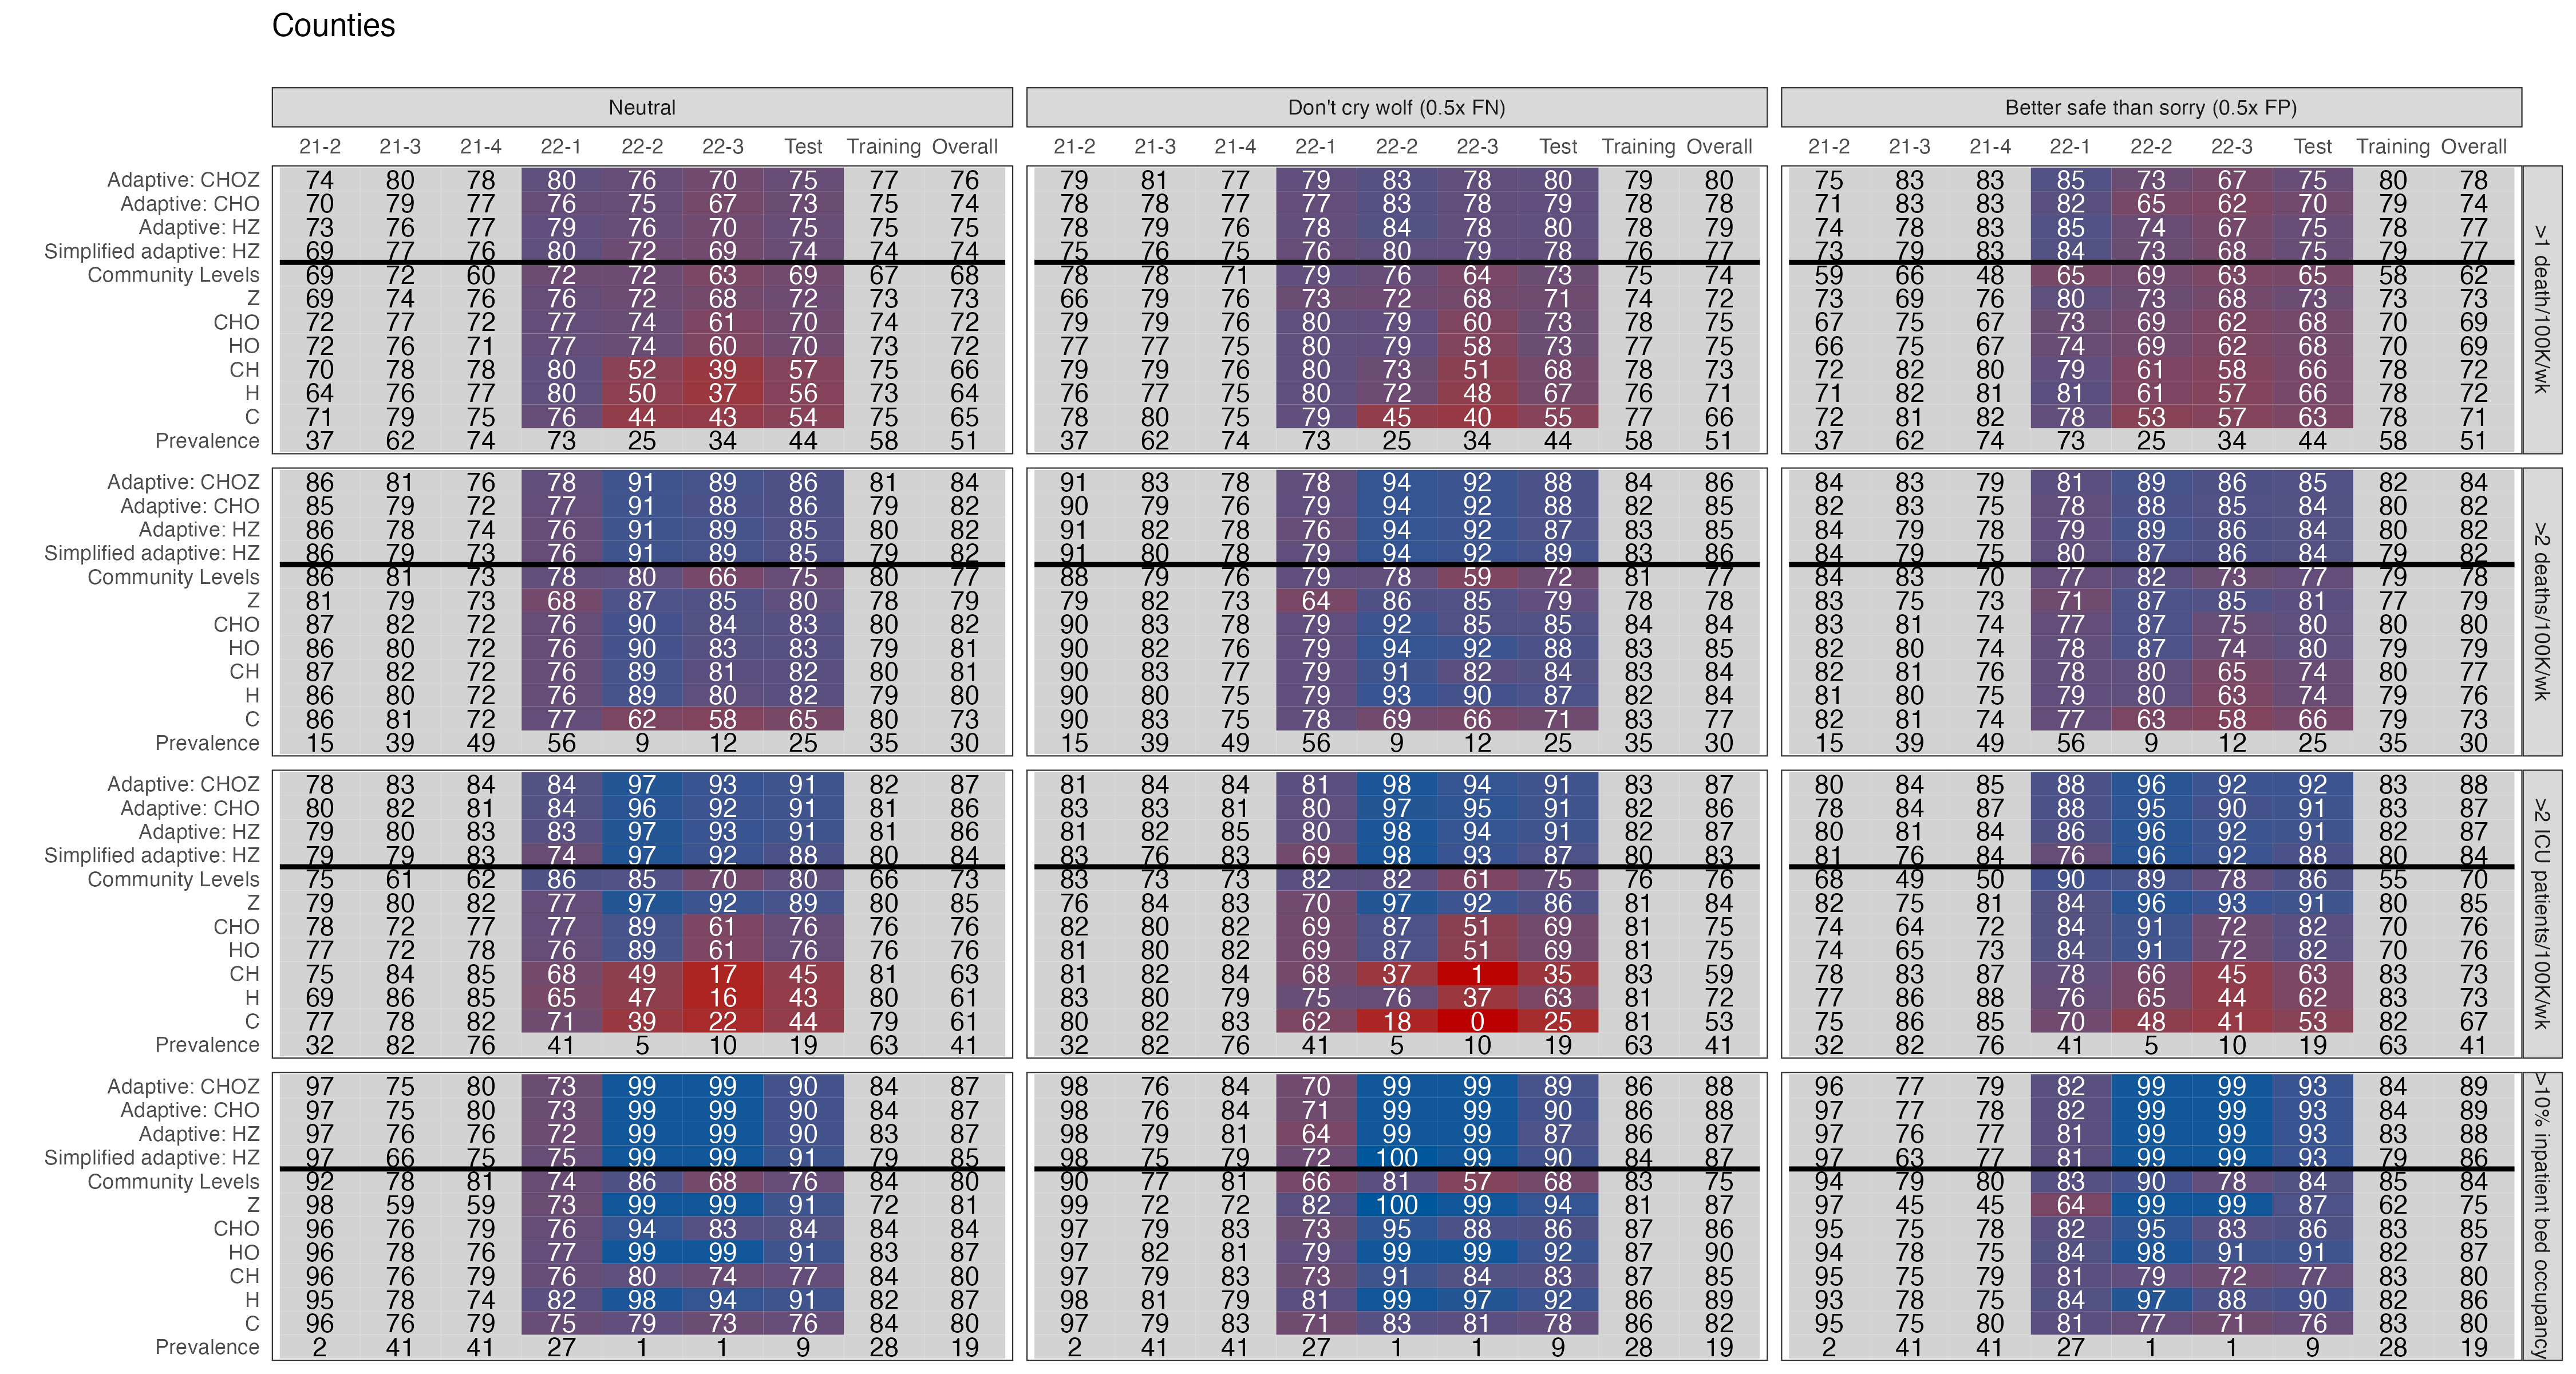 Counties
Neutral Don't cry wolf (0.5x FN) Better safe than sorry (0.5x FP)
21-2 21-3 21-4 22-1 22-2 22-3 Test Training Overall 21-2 21-3 21-4 22-1 22-2 22-3 Test Training Overall 21-2 21-3 21-4 22-1 22-2 22-3 Test Training Overall
>1 death/100K/wk
Adaptive: CHOZ 74 80 78 80 76 70 75 77 76 79 81 77 79 83 78 80 79 80 75 83 83 85 73 67 75 80 78
Adaptive: CHO 70 79 77 76 75 67 73 75 74 78 78 77 77 83 78 79 78 78 71 83 83 82 65 62 70 79 74
Adaptive: HZ 73 76 77 79 76 70 75 75 75 78 79 76 78 84 78 80 78 79 74 78 83 85 74 67 75 78 77
Simplified adaptive: HZ 69 77 76 80 72 69 74 74 74 75 76 75 76 80 79 78 76 77 73 79 83 84 73 68 75 79 77
Community Levels 69 72 60 72 72 63 69 67 68 78 78 71 79 76 64 73 75 74 59 66 48 65 69 63 65 58 62
Z 69 74 76 76 72 68 72 73 73 66 79 76 73 72 68 71 74 72 73 69 76 80 73 68 73 73 73
CHO 72 77 72 77 74 61 70 74 72 79 79 76 80 79 60 73 78 75 67 75 67 73 69 62 68 70 69
HO 72 76 71 77 74 60 70 73 72 77 77 75 80 79 58 73 77 75 66 75 67 74 69 62 68 70 69
CH 70 78 78 80 52 39 57 75 66 79 79 76 80 73 51 68 78 73 72 82 80 79 61 58 66 78 72
H 64 76 77 80 50 37 56 73 64 76 77 75 80 72 48 67 76 71 71 82 81 81 61 57 66 78 72
C 71 79 75 76 44 43 54 75 65 78 80 75 79 45 40 55 77 66 72 81 82 78 53 57 63 78 71
Prevalence 37 62 74 73 25 34 44 58 51 37 62 74 73 25 34 44 58 51 37 62 74 73 25 34 44 58 51
>2 deaths/100K/wk
Adaptive: CHOZ 86 81 76 78 91 89 86 81 84 91 83 78 78 94 92 88 84 86 84 83 79 81 89 86 85 82 84
Adaptive: CHO 85 79 72 77 91 88 86 79 82 90 79 76 79 94 92 88 82 85 82 83 75 78 88 85 84 80 82
Adaptive: HZ 86 78 74 76 91 89 85 80 82 91 82 78 76 94 92 87 83 85 84 79 78 79 89 86 84 80 82
Simplified adaptive: HZ 86 79 73 76 91 89 85 79 82 91 80 78 79 94 92 89 83 86 84 79 75 80 87 86 84 79 82
Community Levels 86 81 73 78 80 66 75 80 77 88 79 76 79 78 59 72 81 77 84 83 70 77 82 73 77 79 78
Z 81 79 73 68 87 85 80 78 79 79 82 73 64 86 85 79 78 78 83 75 73 71 87 85 81 77 79
CHO 87 82 72 76 90 84 83 80 82 90 83 78 79 92 85 85 84 84 83 81 74 77 87 75 80 80 80
HO 86 80 72 76 90 83 83 79 81 90 82 76 79 94 92 88 83 85 82 80 74 78 87 74 80 79 79
CH 87 82 72 76 89 81 82 80 81 90 83 77 79 91 82 84 83 84 82 81 76 78 80 65 74 80 77
H 86 80 72 76 89 80 82 79 80 90 80 75 79 93 90 87 82 84 81 80 75 79 80 63 74 79 76
C 86 81 72 77 62 58 65 80 73 90 83 75 78 69 66 71 83 77 82 81 74 77 63 58 66 79 73
Prevalence 15 39 49 56 9 12 25 35 30 15 39 49 56 9 12 25 35 30 15 39 49 56 9 12 25 35 30
>2 ICU patients/100K/wk
Adaptive: CHOZ 78 83 84 84 97 93 91 82 87 81 84 84 81 98 94 91 83 87 80 84 85 88 96 92 92 83 88
Adaptive: CHO 80 82 81 84 96 92 91 81 86 83 83 81 80 97 95 91 82 86 78 84 87 88 95 90 91 83 87
Adaptive: HZ 79 80 83 83 97 93 91 81 86 81 82 85 80 98 94 91 82 87 80 81 84 86 96 92 91 82 87
Simplified adaptive: HZ 79 79 83 74 97 92 88 80 84 83 76 83 69 98 93 87 80 83 81 76 84 76 96 92 88 80 84
Community Levels 75 61 62 86 85 70 80 66 73 83 73 73 82 82 61 75 76 76 68 49 50 90 89 78 86 55 70
Z 79 80 82 77 97 92 89 80 85 76 84 83 70 97 92 86 81 84 82 75 81 84 96 93 91 80 85
CHO 78 72 77 77 89 61 76 76 76 82 80 82 69 87 51 69 81 75 74 64 72 84 91 72 82 70 76
HO 77 72 78 76 89 61 76 76 76 81 80 82 69 87 51 69 81 75 74 65 73 84 91 72 82 70 76
CH 75 84 85 68 49 17 45 81 63 81 82 84 68 37 1 35 83 59 78 83 87 78 66 45 63 83 73
H 69 86 85 65 47 16 43 80 61 83 80 79 75 76 37 63 81 72 77 86 88 76 65 44 62 83 73
C 77 78 82 71 39 22 44 79 61 80 82 83 62 18 0 25 81 53 75 86 85 70 48 41 53 82 67
Prevalence 32 82 76 41 5 10 19 63 41 32 82 76 41 5 10 19 63 41 32 82 76 41 5 10 19 63 41
>10% inpatient bed occupancy
Adaptive: CHOZ 97 75 80 73 99 99 90 84 87 98 76 84 70 99 99 89 86 88 96 77 79 82 99 99 93 84 89
Adaptive: CHO 97 75 80 73 99 99 90 84 87 98 76 84 71 99 99 90 86 88 97 77 78 82 99 99 93 84 89
Adaptive: HZ 97 76 76 72 99 99 90 83 87 98 79 81 64 99 99 87 86 87 97 76 77 81 99 99 93 83 88
Simplified adaptive: HZ 97 66 75 75 99 99 91 79 85 98 75 79 72 100 99 90 84 87 97 63 77 81 99 99 93 79 86
Community Levels 92 78 81 74 86 68 76 84 80 90 77 81 66 81 57 68 83 75 94 79 80 83 90 78 84 85 84
Z 98 59 59 73 99 99 91 72 81 99 72 72 82 100 99 94 81 87 97 45 45 64 99 99 87 62 75
CHO 96 76 79 76 94 83 84 84 84 97 79 83 73 95 88 86 87 86 95 75 78 82 95 83 86 83 85
HO 96 78 76 77 99 99 91 83 87 97 82 81 79 99 99 92 87 90 94 78 75 84 98 91 91 82 87
CH 96 76 79 76 80 74 77 84 80 97 79 83 73 91 84 83 87 85 95 75 79 81 79 72 77 83 80
H 95 78 74 82 98 94 91 82 87 98 81 79 81 99 97 92 86 89 93 78 75 84 97 88 90 82 86
C 96 76 79 75 79 73 76 84 80 97 79 83 71 83 81 78 86 82 95 75 80 81 77 71 76 83 80
Prevalence 2 41 41 27 1 1 9 28 19 2 41 41 27 1 1 9 28 19 2 41 41 27 1 1 9 28 19